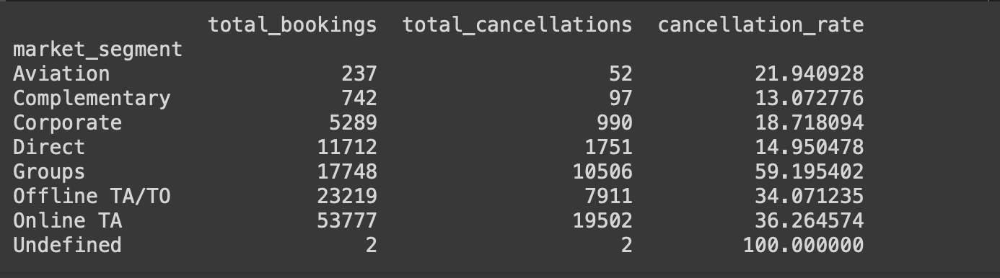 total_bookings total_cancellations cancellation_rate
market_segment
Aviation 237 52 21.940928
Complementary 742 97 13.072776
Corporate 5289 990 18.718094
Direct 11712 1751 14.950478
Groups 17748 10506 59.195402
Offline TA/TO 23219 7911 34.071235
Online TA 53777 19502 36.264574
Undefined 2 2 100.000000